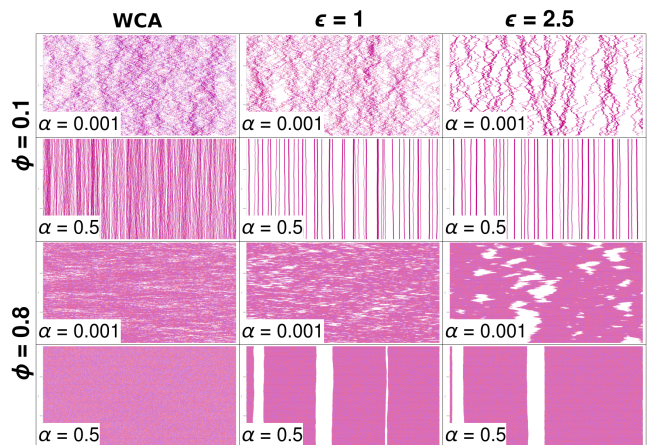 WCA ϵ = 1 ϵ = 2.5
ϕ = 0.1
α = 0.001 α = 0.001 α = 0.001
α = 0.5 α = 0.5 α = 0.5
ϕ = 0.8
α = 0.001 α = 0.001 α = 0.001
α = 0.5 α = 0.5 α = 0.5